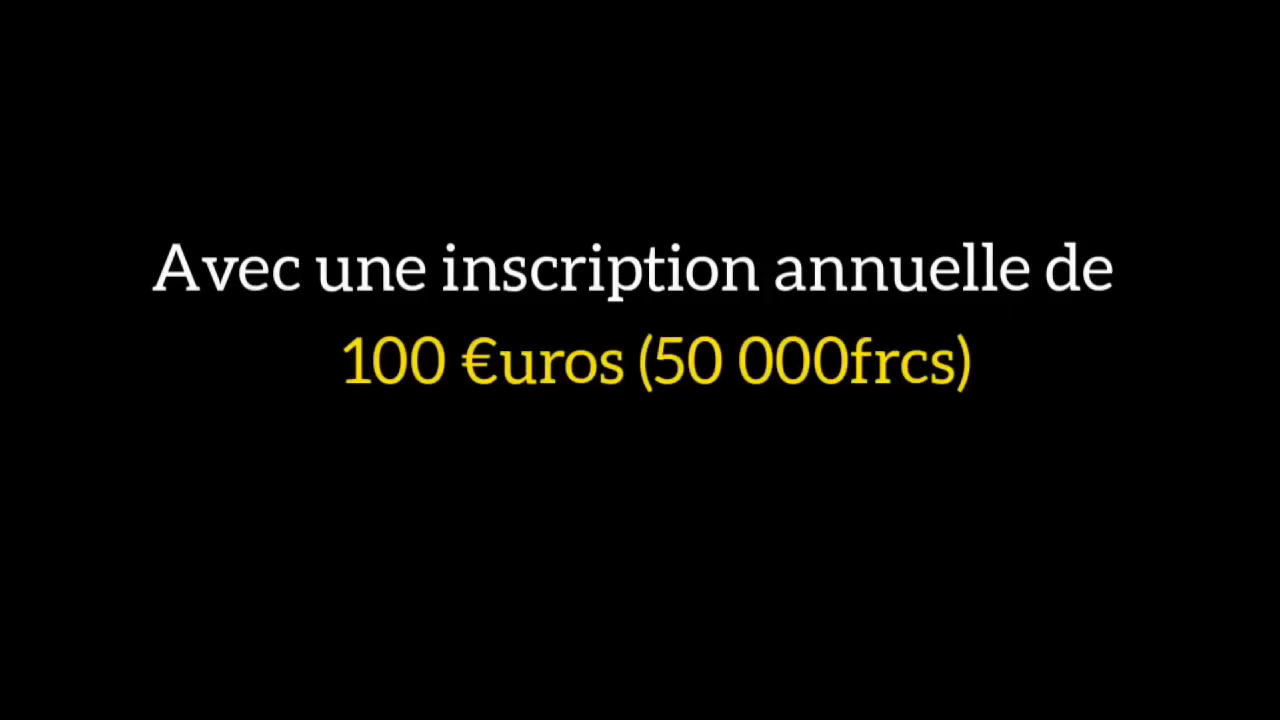 Avec une inscription annuelle de
100 €uros (50 000frcs)